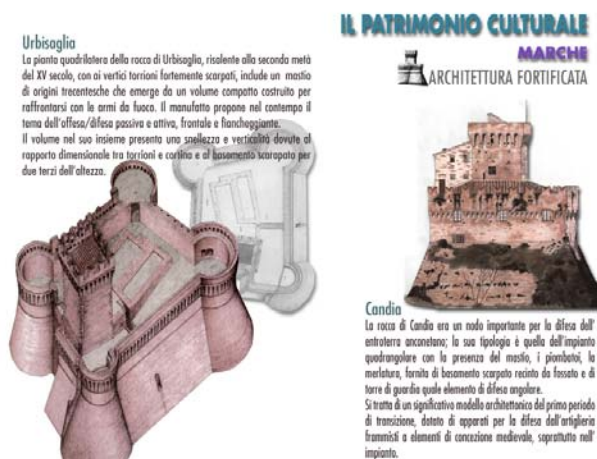 Urbisaglia
La pianta quadrilatera della rocca di Urbisaglia, risalente alla seconda metà
del XV secolo, con ai vertici torrioni fortemente scarpati, include un mastio
di origini trecentesche che emerge da un volume compatto costruito per
raffrontarsi con le armi da fuoco. Il manufatto propone nel contempo il
tema dell'offesa/difesa passiva e attiva, frontale e fiancheggiante.
Il volume nel suo insieme presenta una snellezza e verticalità dovute al
rapporto dimensionale tra torrioni e cortina e al basamento scarapato per
due terzi dell'altezza.
IL PATRIMONIO CULTURALE
MARCHE
ARCHITETTURA FORTIFICATA
Candia
La rocca di Candia era un nodo importante per la difesa dell'
entroterra anconetano; la sua tipologia è quella dell'impianto
quadrangolare con la presenza del mastio, i piombatoi, la
merlatura, fornita di basamento scarpato recinto da fossato e di
torre di guardia quale elemento di difesa angolare.
Si tratta di un significativo modello architettonico del primo periodo
di transizione, dotato di apparati per la difesa dall'artiglieria
frammisti a elementi di concezione medievale, soprattutto nell'
impianto.